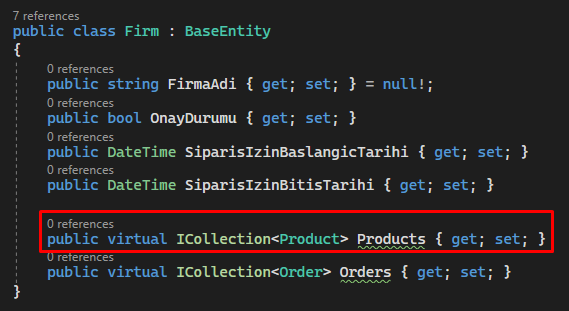 7 references
public class Firm : BaseEntity
{
0 references
public string FirmaAdi { get; set; } = null!;
0 references
public bool OnayDurumu { get; set; }
0 references
public DateTime SiparisIzinBaslangicTarihi { get; set; }
0 references
public DateTime SiparisIzinBitisTarihi { get; set; }
0 references
public virtual ICollection<Product> Products { get; set; }
0 references
public virtual ICollection<Order> Orders { get; set; }
}